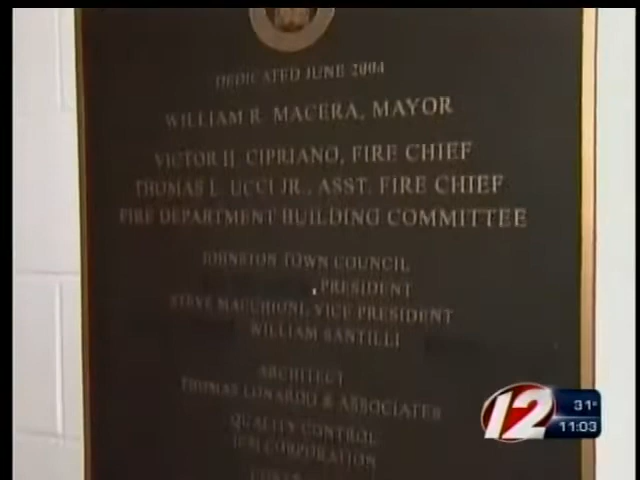 DEDICATED JUNE 2004
WILLIAM R. MACERA, MAYOR
VICTOR H. CIPRIANO, FIRE CHIEF
THOMAS L. UCCI JR., ASST. FIRE CHIEF
FIRE DEPARTMENT BUILDING COMMITTEE
JOHNSTON TOWN COUNCIL
, PRESIDENT
STEVE MACCHIONI, VICE PRESIDENT
WILLIAM SANTILLI
ARCHITECT
THOMAS LONARDO & ASSOCIATES
QUALITY CONTROL
CORPORATION
12
31°
11:03